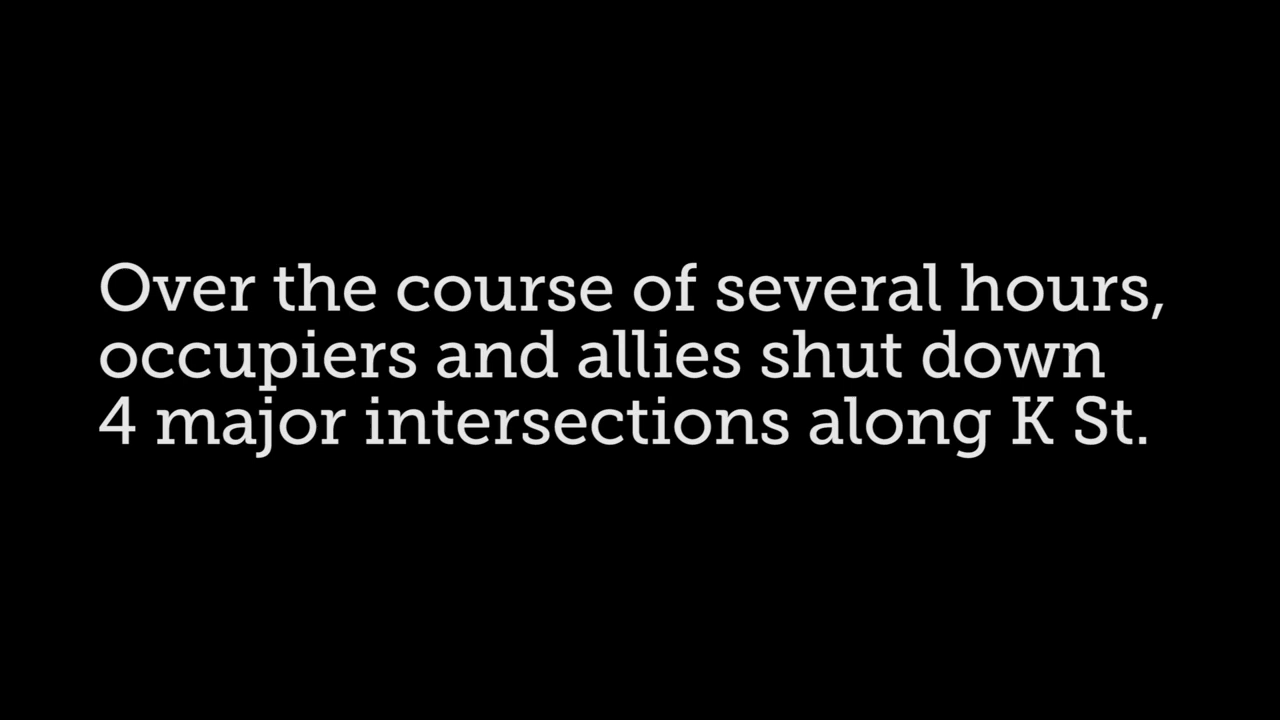 Over the course of several hours,
occupiers and allies shut down
4 major intersections along K St.